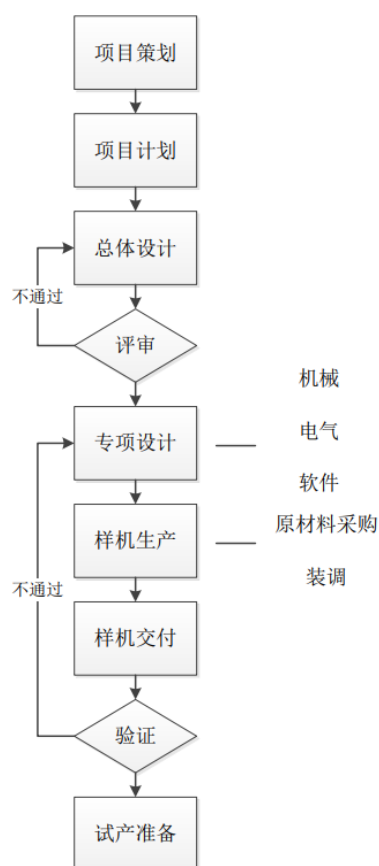 项目策划
项目计划
总体设计
不通过
评审
机械
专项设计
电气
软件
样机生产
原材料采购
装调
不通过
样机交付
验证
试产准备